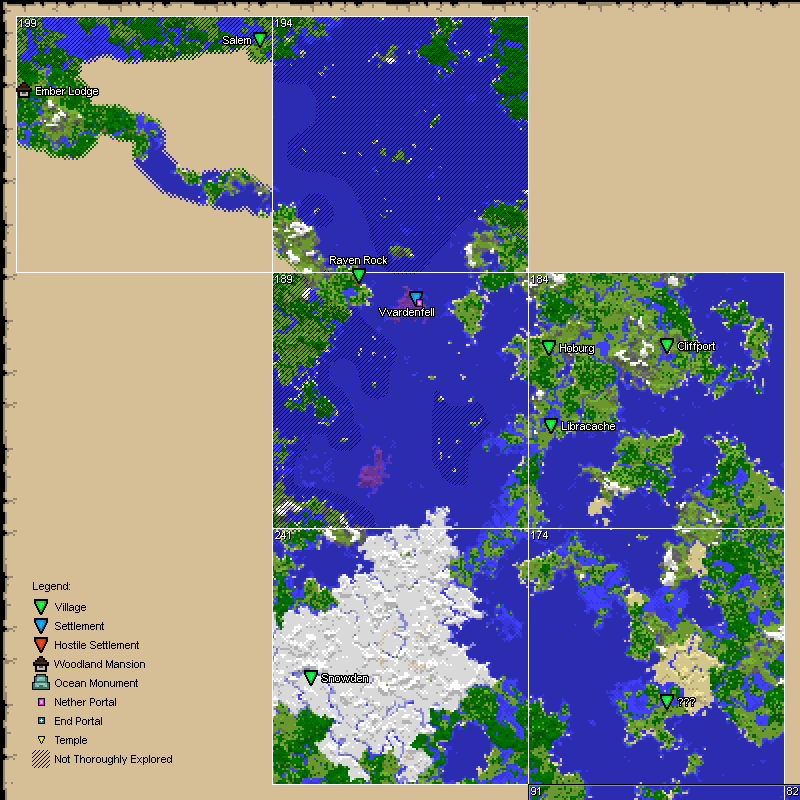 199
194
Salem
Ember Lodge
Raven Rock
189
184
Vvardenfell
Hoburg
Cliffport
Libracache
241
174
Snowden
???
91
82
Legend:
Village
Settlement
Hostile Settlement
Woodland Mansion
Ocean Monument
Nether Portal
End Portal
Temple
Not Thoroughly Explored